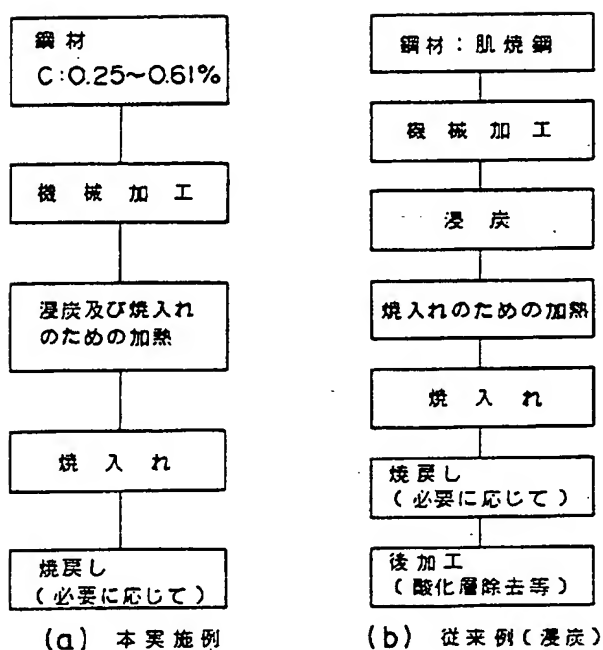 鋼材
C:0.25~0.61%
機械加工
浸炭及び焼入れ
のための加熱
焼入れ
焼戻し
(必要に応じて)
(a) 本実施例
鋼材:肌焼鋼
機械加工
浸炭
焼入れのための加熱
焼入れ
焼戻し
(必要に応じて)
後加工
(酸化層除去等)
(b) 従来例(浸炭)